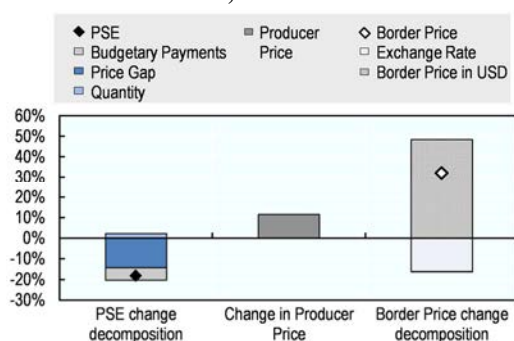 )
PSE
Budgetary Payments
Price Gap
Quantity
Producer
Price
Border Price
Exchange Rate
Border Price in USD
60%
50%
40%
30%
20%
10%
0%
-10%
-20%
-30%
PSE change
decomposition
Change in Producer
Price
Border Price change
decomposition